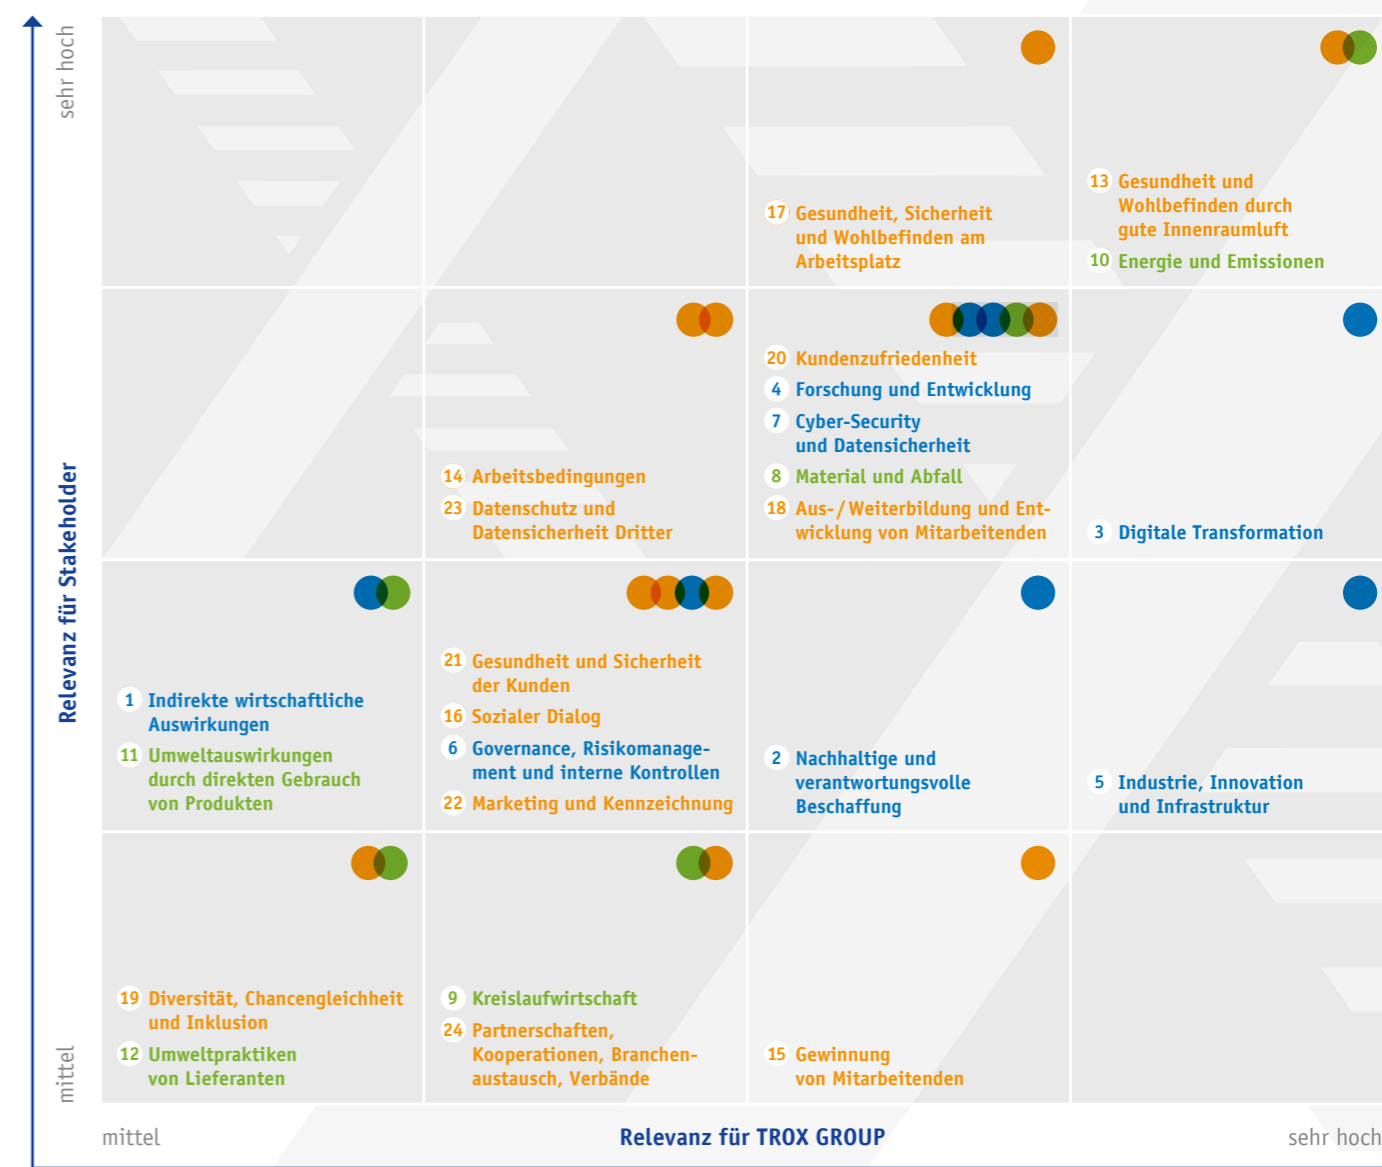 sehr hoch
17 Gesundheit, Sicherheit
und Wohlbefinden am
Arbeitsplatz
13 Gesundheit und
Wohlbefinden durch
gute Innenraumluft
10 Energie und Emissionen
14 Arbeitsbedingungen
23 Datenschutz und
Datensicherheit Dritter
20 Kundenzufriedenheit
4 Forschung und Entwicklung
7 Cyber-Security
und Datensicherheit
8 Material und Abfall
18 Aus-/Weiterbildung und Ent-
wicklung von Mitarbeitenden
3 Digitale Transformation
Relevanz für Stakeholder
1 Indirekte wirtschaftliche
Auswirkungen
11 Umweltauswirkungen
durch direkten Gebrauch
von Produkten
21 Gesundheit und Sicherheit
der Kunden
16 Sozialer Dialog
6 Governance, Risikomanage-
ment und interne Kontrollen
22 Marketing und Kennzeichnung
2 Nachhaltige und
verantwortungsvolle
Beschaffung
5 Industrie, Innovation
und Infrastruktur
19 Diversität, Chancengleichheit
und Inklusion
12 Umweltpraktiken
von Lieferanten
9 Kreislaufwirtschaft
24 Partnerschaften,
Kooperationen, Branchen-
austausch, Verbände
15 Gewinnung
von Mitarbeitenden
mittel
mittel
Relevanz für TROX GROUP
sehr hoch